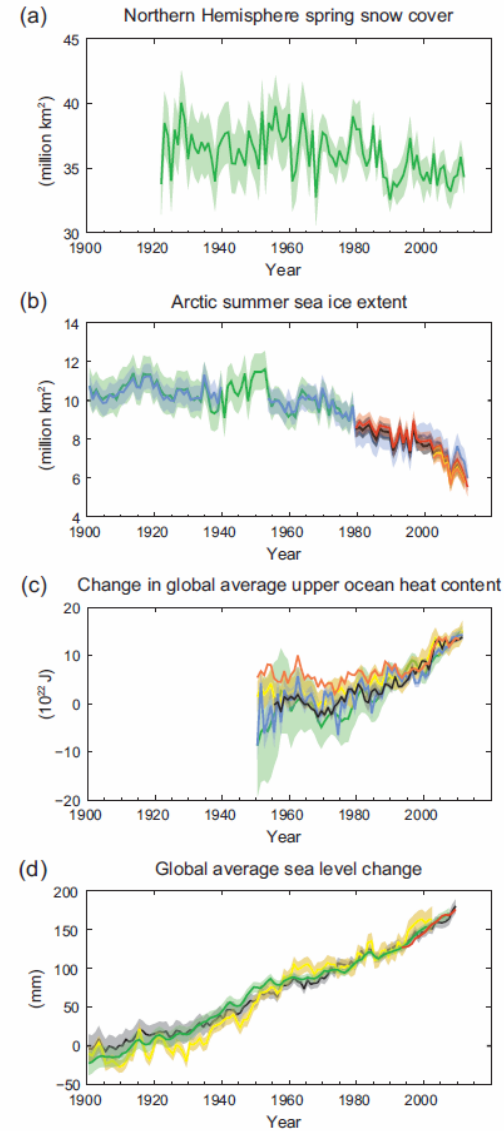 (a) Northern Hemisphere spring snow cover
45
40
35
30
(million km²)
1900 1920 1940 1960 1980 2000
Year
(b) Arctic summer sea ice extent
14
12
10
8
6
4
(million km²)
1900 1920 1940 1960 1980 2000
Year
(c) Change in global average upper ocean heat content
20
10
0
−10
−20
(10²² J)
1900 1920 1940 1960 1980 2000
Year
(d) Global average sea level change
200
150
100
50
0
−50
(mm)
1900 1920 1940 1960 1980 2000
Year